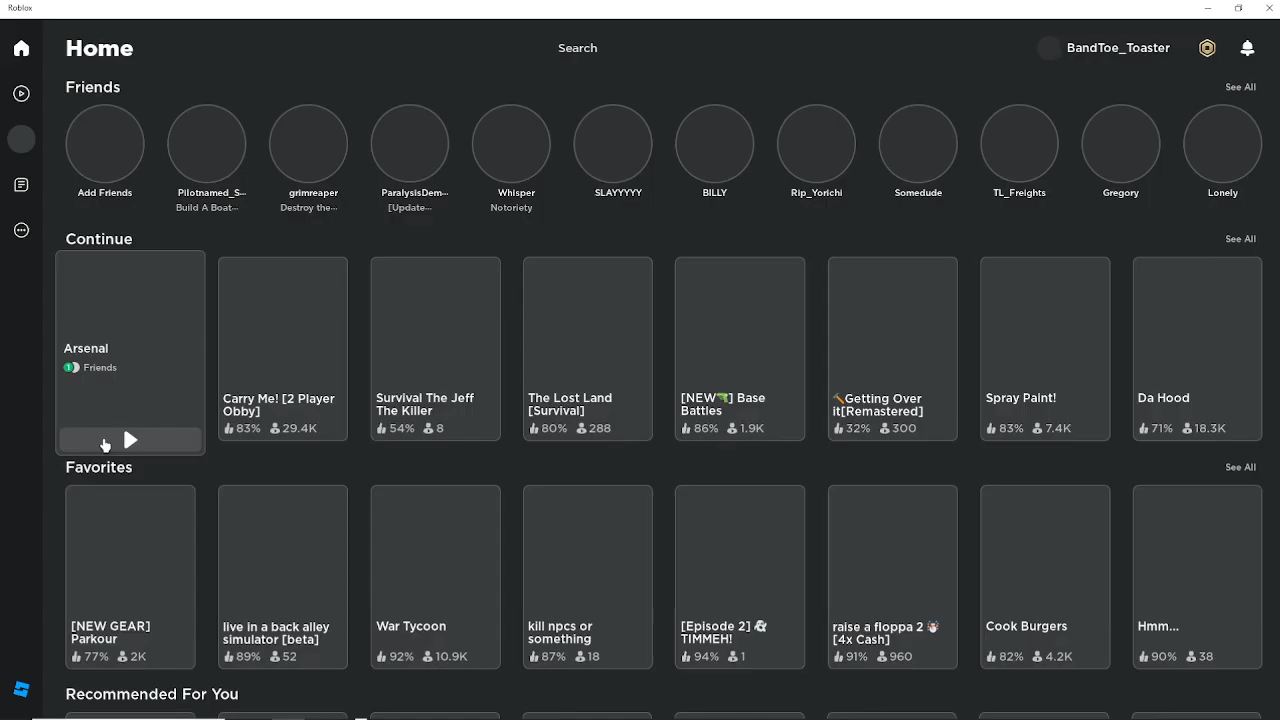 Roblox
Home
Search
BandToe_Toaster
Friends
See All
Add Friends
Pilotnamed_S...
grimreaper
ParalysisDem...
Whisper
SLAYYYYY
BILLY
Rip_Yorichi
Somedude
TL_Freights
Gregory
Lonely
Build A Boat...
Destroy the...
[Update...
Notoriety
Continue
See All
Arsenal
1 Friends
Carry Me! [2 Player
Obby]
83% 29.4K
Survival The Jeff
The Killer
54% 8
The Lost Land
[Survival]
80% 288
[NEW🔫] Base
Battles
86% 1.9K
🔨Getting Over
it[Remastered]
32% 300
Spray Paint!
83% 7.4K
Da Hood
71% 18.3K
Favorites
See All
[NEW GEAR]
Parkour
77% 2K
live in a back alley
simulator [beta]
89% 52
War Tycoon
92% 10.9K
kill npcs or
something
87% 18
[Episode 2]
TIMMEH!
94% 1
raise a floppa 2
[4x Cash]
91% 960
Cook Burgers
82% 4.2K
Hmm...
90% 38
Recommended For You